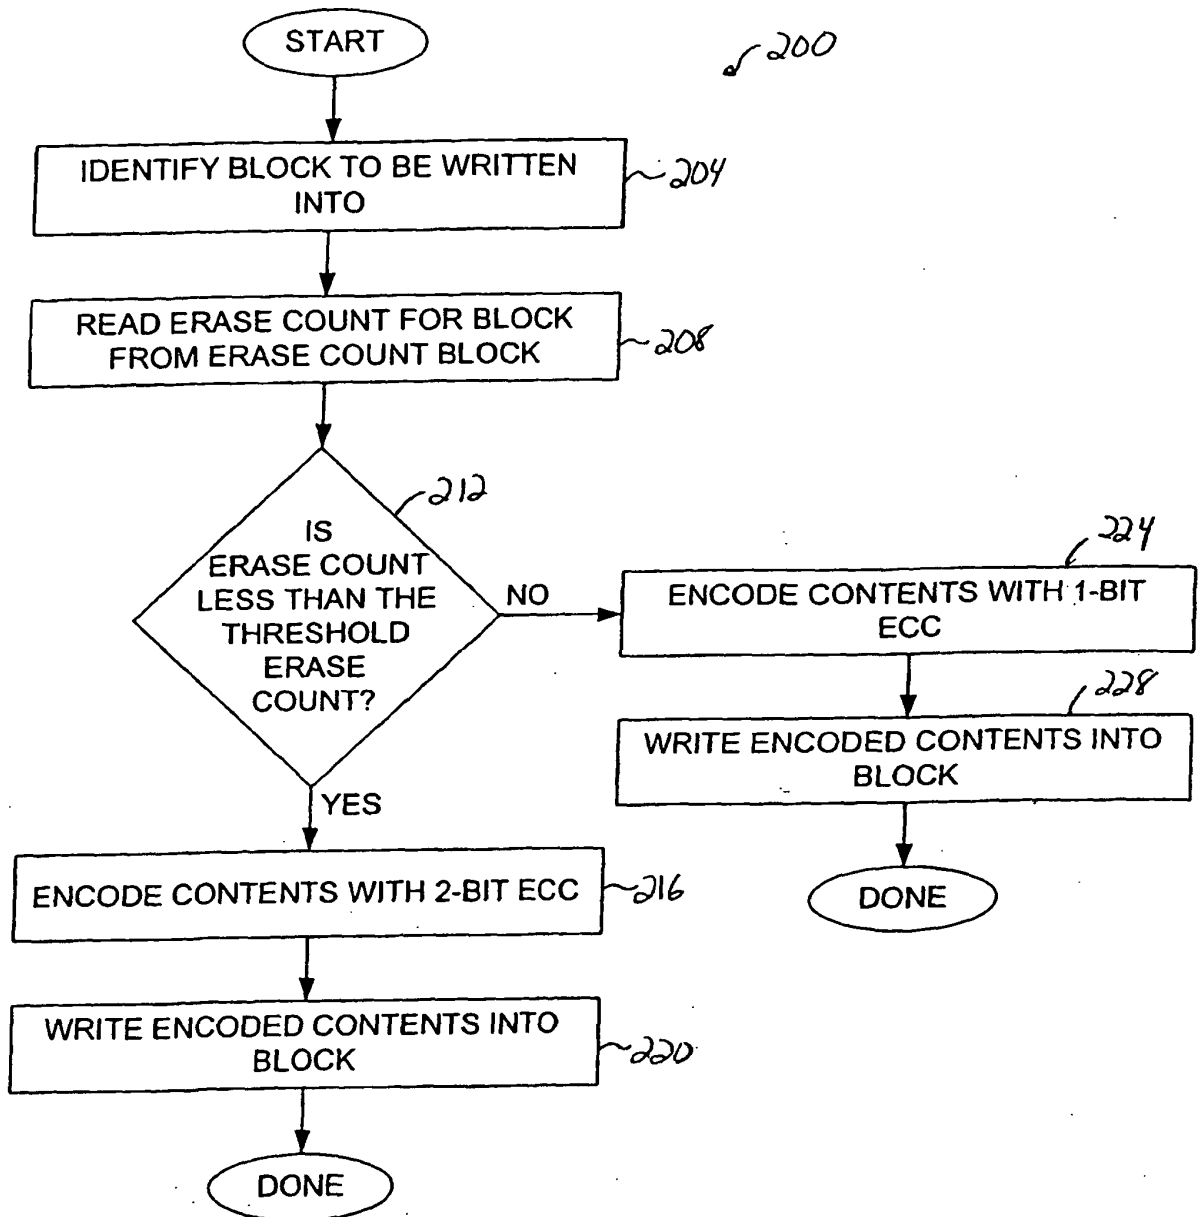 START
200
IDENTIFY BLOCK TO BE WRITTEN
INTO
204
READ ERASE COUNT FOR BLOCK
FROM ERASE COUNT BLOCK
208
212
IS
ERASE COUNT
LESS THAN THE
THRESHOLD
ERASE
COUNT?
NO
224
ENCODE CONTENTS WITH 1-BIT
ECC
228
WRITE ENCODED CONTENTS INTO
BLOCK
DONE
YES
ENCODE CONTENTS WITH 2-BIT ECC
216
WRITE ENCODED CONTENTS INTO
BLOCK
220
DONE